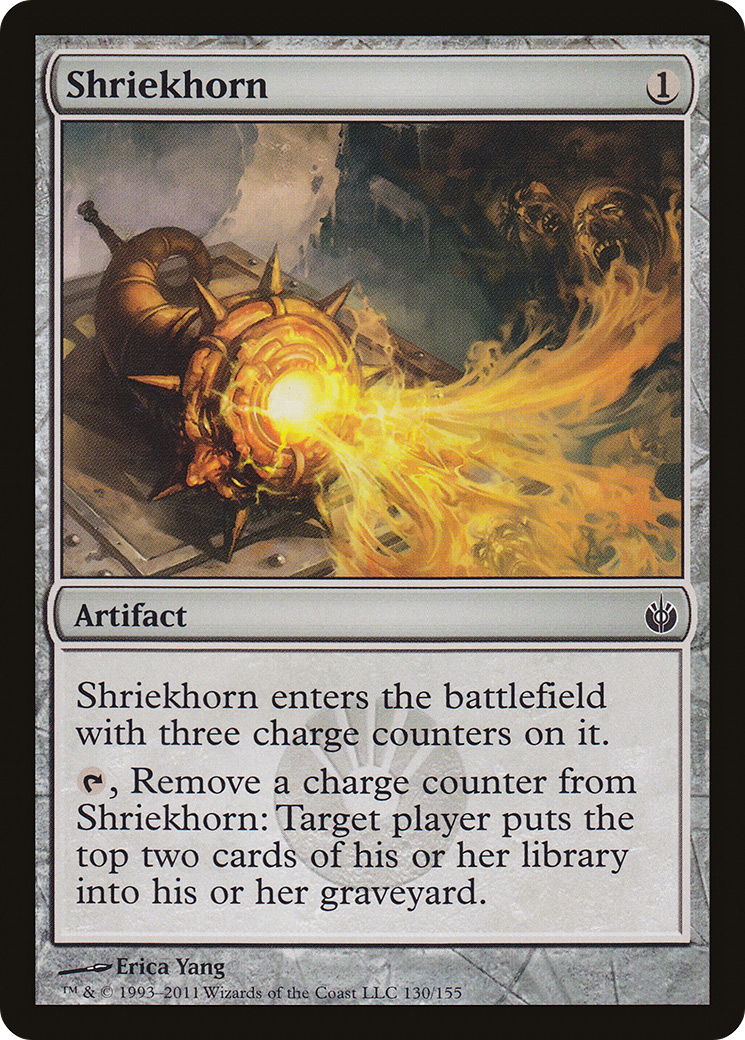 Shriekhorn 1
Artifact
Shriekhorn enters the battlefield
with three charge counters on it.
, Remove a charge counter from
Shriekhorn: Target player puts the
top two cards of his or her library
into his or her graveyard.
Erica Yang
™ & © 1993–2011 Wizards of the Coast LLC 130/155